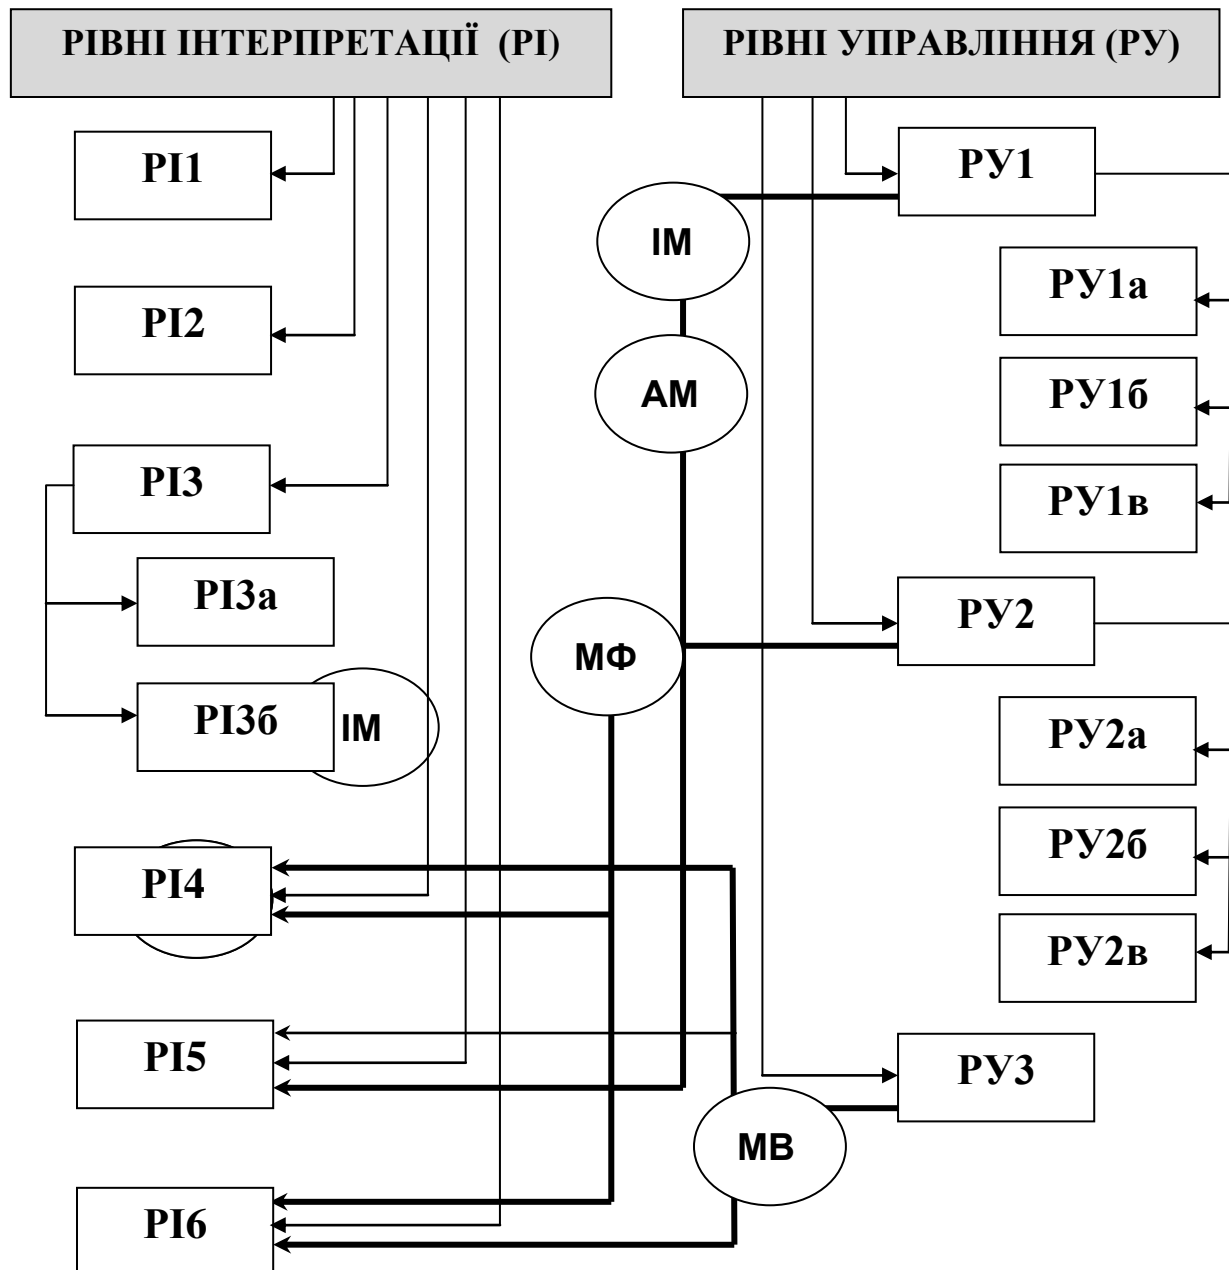 РІВНІ ІНТЕРПРЕТАЦІЇ (РІ)
РІВНІ УПРАВЛІННЯ (РУ)
РІ1
РУ1
ІМ
РУ1а
РІ2
АМ
РУ1б
РІ3
РУ1в
РІ3а
РУ2
МФ
РІ3б
ІМ
РУ2а
РІ4
РУ2б
РУ2в
РІ5
РУ3
МВ
РІ6